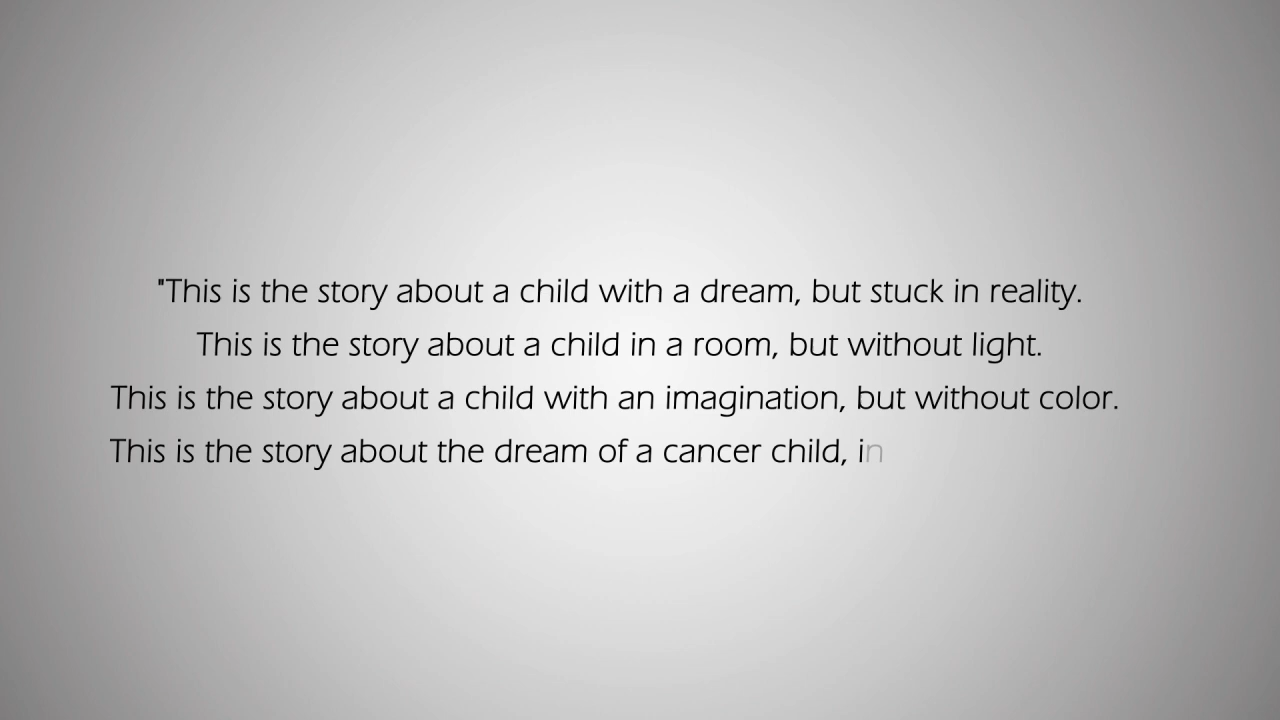 "This is the story about a child with a dream, but stuck in reality.
This is the story about a child in a room, but without light.
This is the story about a child with an imagination, but without color.
This is the story about the dream of a cancer child, in